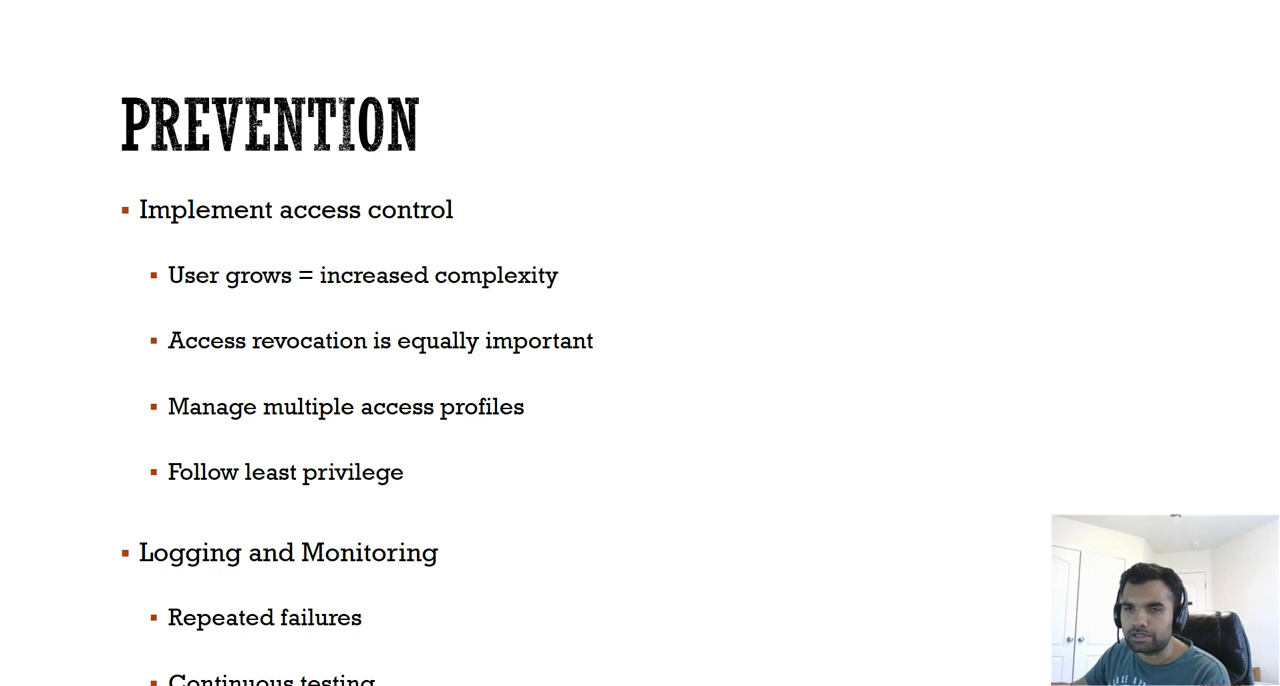 PREVENTION
Implement access control
User grows = increased complexity
Access revocation is equally important
Manage multiple access profiles
Follow least privilege
Logging and Monitoring
Repeated failures
Continuous testing